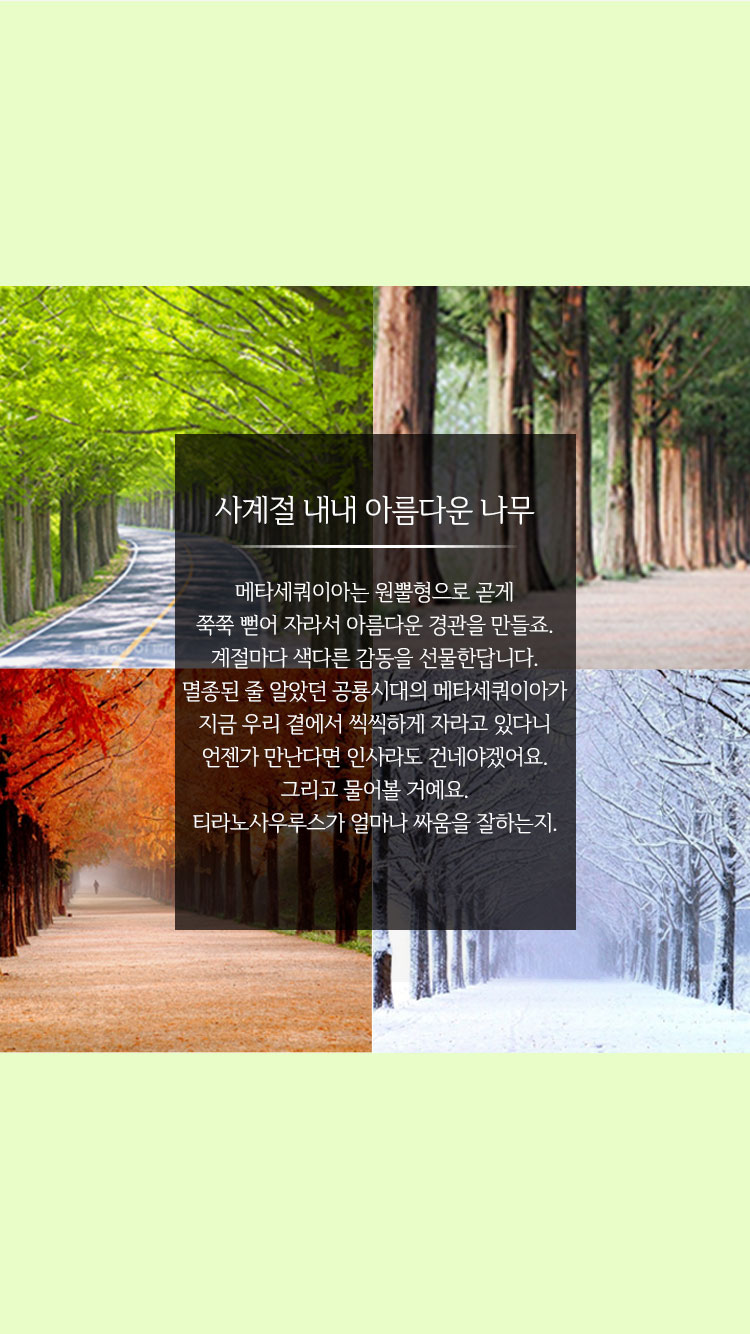 사계절 내내 아름다운 나무
메타세쿼이아는 원뿔형으로 곧게
쭉쭉 뻗어 자라서 아름다운 경관을 만들죠.
계절마다 색다른 감동을 선물한답니다.
멸종된 줄 알았던 공룡시대의 메타세쿼이아가
지금 우리 곁에서 씩씩하게 자라고 있다니
언젠가 만난다면 인사라도 건네야겠어요.
그리고 물어볼 거예요.
티라노사우루스가 얼마나 싸움을 잘하는지.